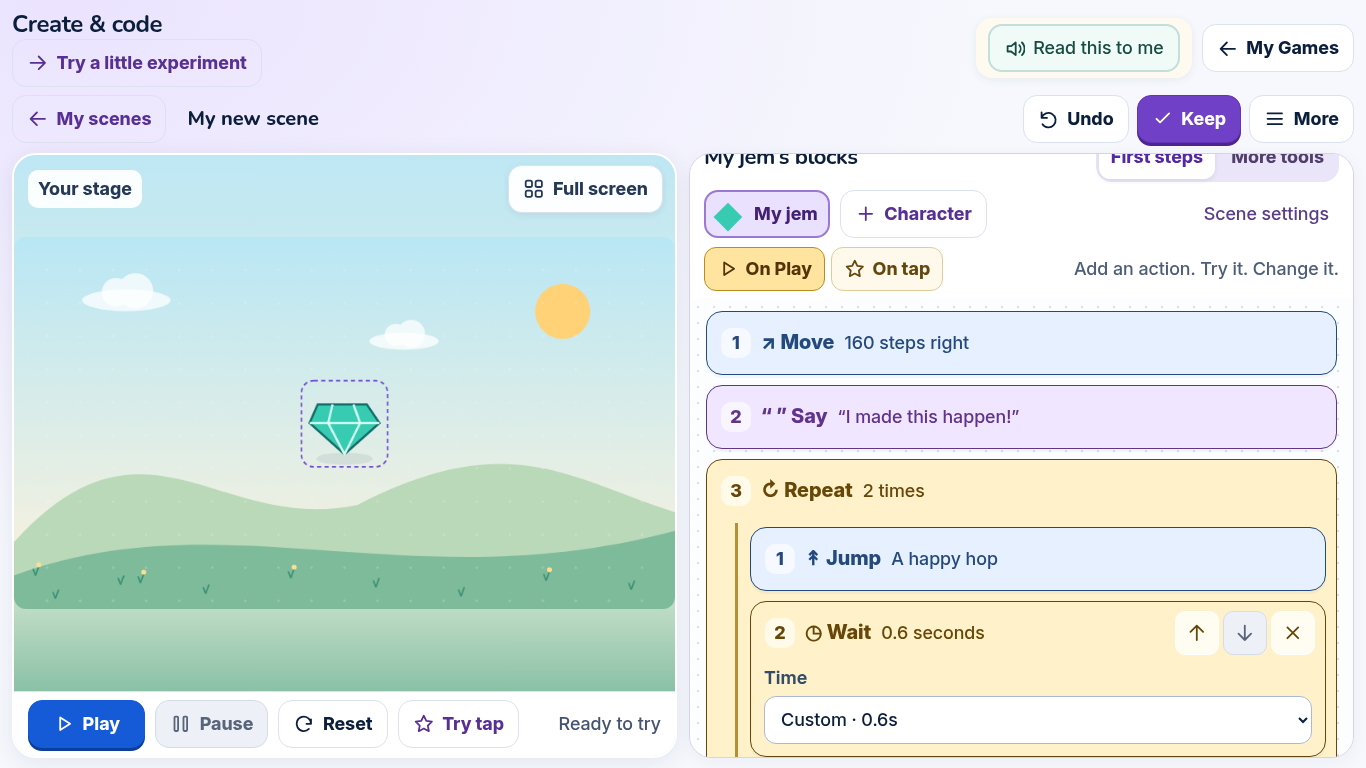 Create & code
Try a little experiment
Read this to me
My Games
My scenes
My new scene
Undo
Keep
More
Your stage
Full screen
My jem's blocks
First steps
More tools
My jem
Character
Scene settings
On Play
On tap
Add an action. Try it. Change it.
1 Move 160 steps right
2 “ ” Say “I made this happen!”
3 Repeat 2 times
1 Jump A happy hop
2 Wait 0.6 seconds
Time
Custom · 0.6s
Play
Pause
Reset
Try tap
Ready to try